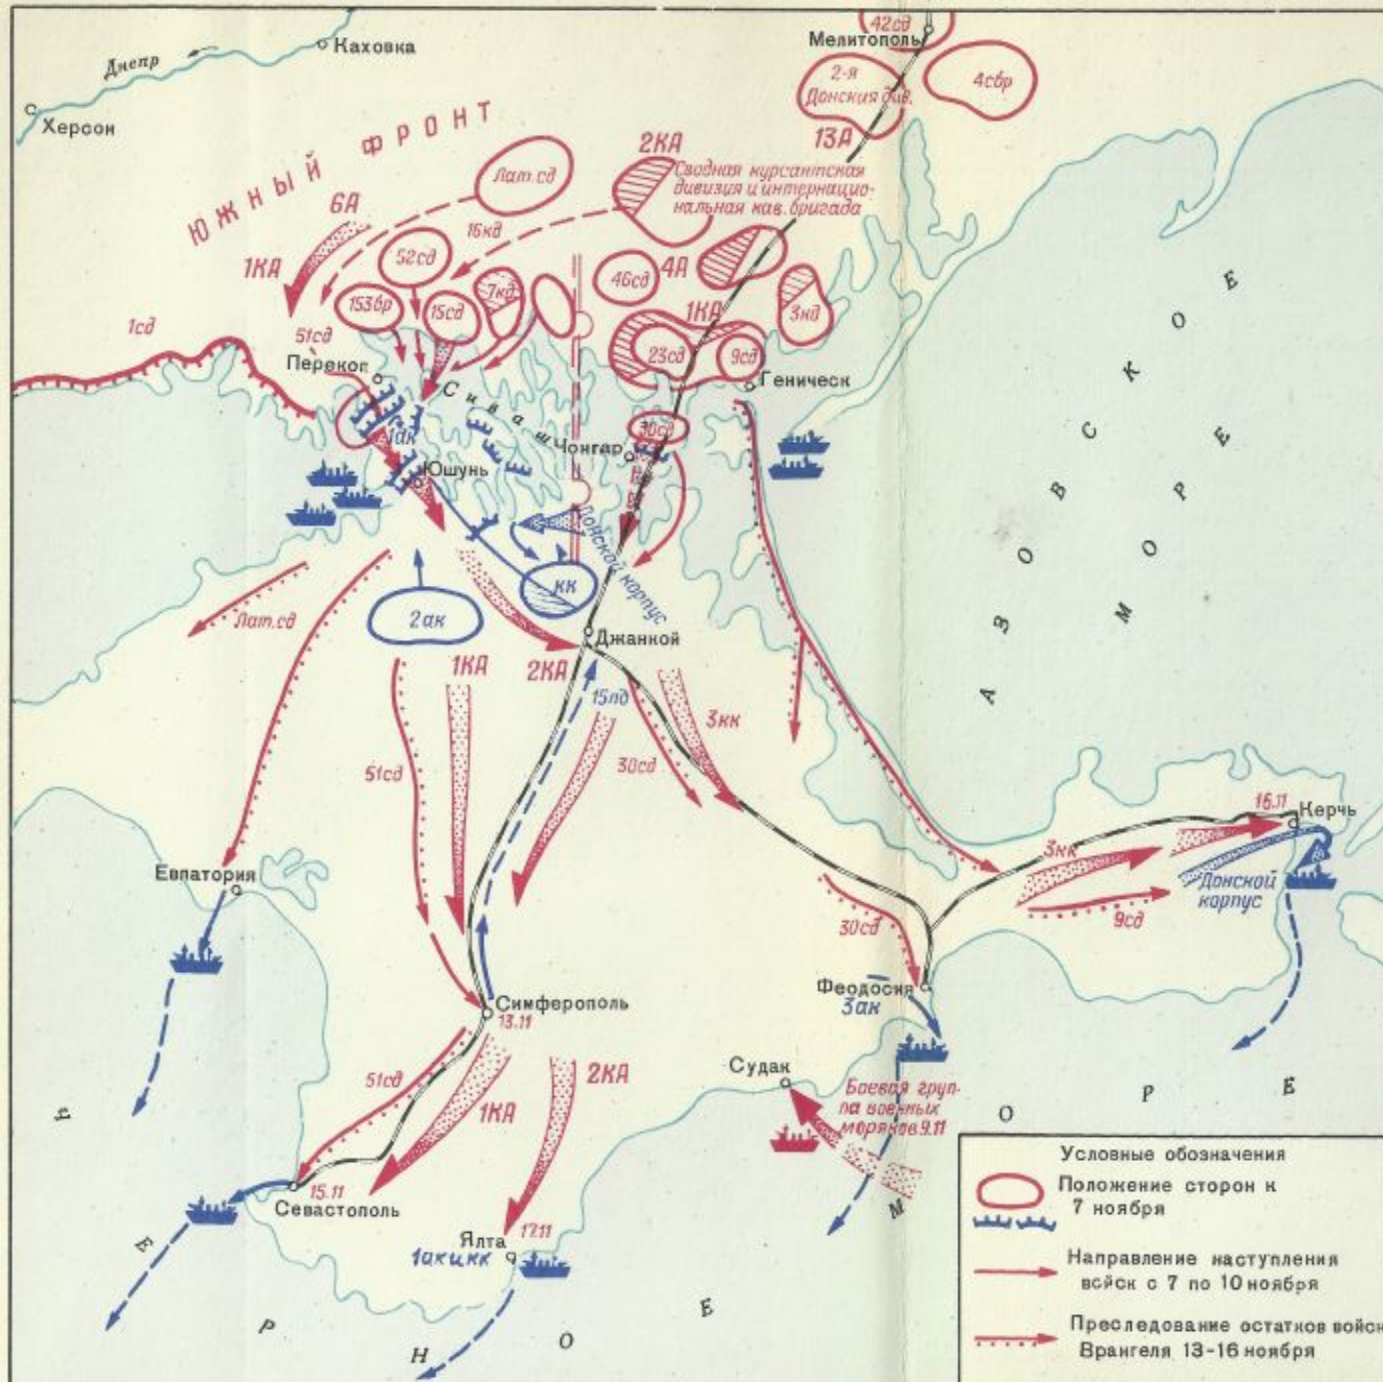 Днепр
Каховка
Херсон
42сд
Мелитополь
2-я
Донския див.
4сбр
13А
ЮЖНЫЙ ФРОНТ
Лат.сд
2КА
Сводная курсантская
дивизия и интернацио-
нальная кав. бригада
6А
16кд
1КА
52сд
153бр
15сд
7кд
46сд
4А
1КА
3кд
23сд
9сд
1сд
51сд
Перекоп
Геническ
Сиваш
30сд
Чонгар
1ак
Юшунь
Донской корпус
кк
2ак
Лат.сд
Джанкой
1КА
2КА
15пд
3кк
51сд
30сд
АЗОВСКОЕ
МОРЕ
16.11
Керчь
3кк
Донской
корпус
9сд
Евпатория
30сд
Феодосия
3ак
Симферополь
13.11
Судак
Боевая груп-
па военных
моряков 9.11
51сд
1КА
2КА
15.11
Севастополь
17.11
Ялта
1акикк
ЧЕРНОЕ
МОРЕ
Условные обозначения
Положение сторон к
7 ноября
Направление наступления
войск с 7 по 10 ноября
Преследование остатков войск
Врангеля 13-16 ноября